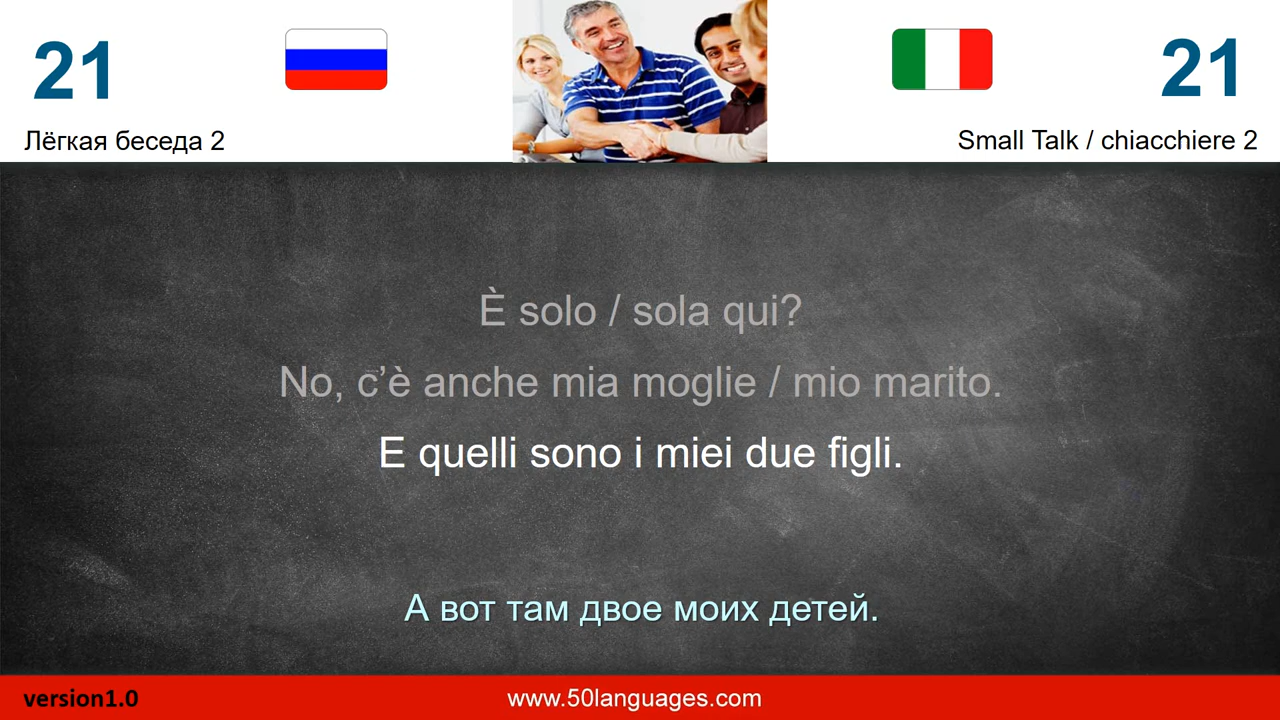 21
21
Лёгкая беседа 2
Small Talk / chiacchiere 2
È solo / sola qui?
No, c’è anche mia moglie / mio marito.
E quelli sono i miei due figli.
А вот там двое моих детей.
version1.0
www.50languages.com